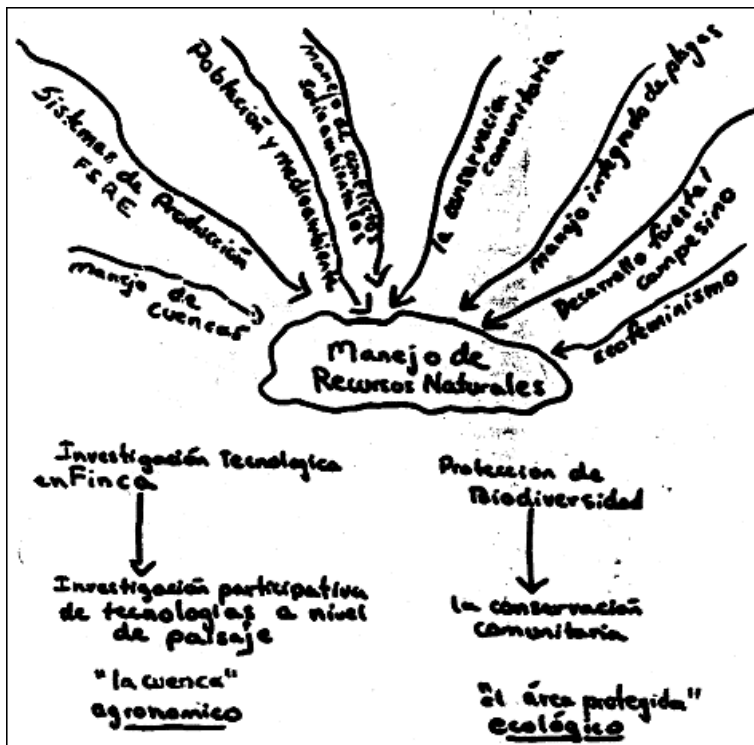 Sistemas de producción
FSRE
Manejo de
cuencas
Población y medioambiente
Manejo de conflictos
socioambientales
la conservación
comunitaria
manejo integrado de plagas
Desarrollo forestal
campesino
ecofeminismo
Manejo de
Recursos Naturales
Investigación Tecnologica
en Finca
Investigación participativa
de tecnologías a nivel
de paisaje
"la cuenca"
agronomico
Proteccion de
Biodiversidad
la conservación
comunitaria
"el área protegida"
ecológico